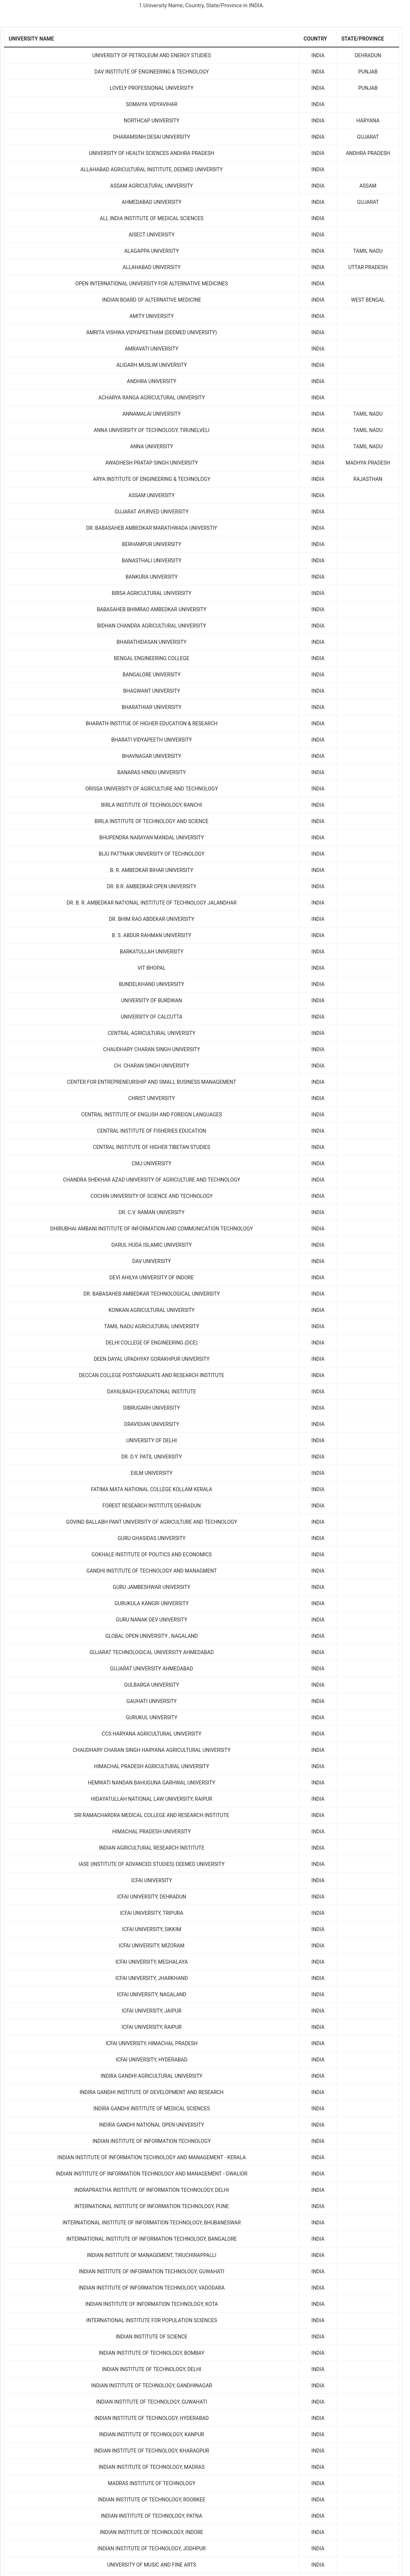 1.University Name, Country, State/Province in INDIA.
UNIVERSITY NAME COUNTRY STATE/PROVINCE
UNIVERSITY OF PETROLEUM AND ENERGY STUDIES INDIA DEHRADUN
DAV INSTITUTE OF ENGINEERING & TECHNOLOGY INDIA PUNJAB
LOVELY PROFESSIONAL UNIVERSITY INDIA PUNJAB
SOMAIYA VIDYAVIHAR INDIA
NORTHCAP UNIVERSITY INDIA HARYANA
DHARAMSINH DESAI UNIVERSITY INDIA GUJARAT
UNIVERSITY OF HEALTH SCIENCES ANDHRA PRADESH INDIA ANDHRA PRADESH
ALLAHABAD AGRICULTURAL INSTITUTE, DEEMED UNIVERSITY INDIA
ASSAM AGRICULTURAL UNIVERSITY INDIA ASSAM
AHMEDABAD UNIVERSITY INDIA GUJARAT
ALL INDIA INSTITUTE OF MEDICAL SCIENCES INDIA
AISECT UNIVERSITY INDIA
ALAGAPPA UNIVERSITY INDIA TAMIL NADU
ALLAHABAD UNIVERSITY INDIA UTTAR PRADESH
OPEN INTERNATIONAL UNIVERSITY FOR ALTERNATIVE MEDICINES INDIA
INDIAN BOARD OF ALTERNATIVE MEDICINE INDIA WEST BENGAL
AMITY UNIVERSITY INDIA
AMRITA VISHWA VIDYAPEETHAM (DEEMED UNIVERSITY) INDIA
AMRAVATI UNIVERSITY INDIA
ALIGARH MUSLIM UNIVERSITY INDIA
ANDHRA UNIVERSITY INDIA
ACHARYA RANGA AGRICULTURAL UNIVERSITY INDIA
ANNAMALAI UNIVERSITY INDIA TAMIL NADU
ANNA UNIVERSITY OF TECHNOLOGY, TIRUNELVELI INDIA TAMIL NADU
ANNA UNIVERSITY INDIA TAMIL NADU
AWADHESH PRATAP SINGH UNIVERSITY INDIA MADHYA PRADESH
ARYA INSTITUTE OF ENGINEERING & TECHNOLOGY INDIA RAJASTHAN
ASSAM UNIVERSITY INDIA
GUJARAT AYURVED UNIVERSITY INDIA
DR. BABASAHEB AMBEDKAR MARATHWADA UNIVERSTIY INDIA
BERHAMPUR UNIVERSITY INDIA
BANASTHALI UNIVERSITY INDIA
BANKURA UNIVERSITY INDIA
BIRSA AGRICULTURAL UNIVERSITY INDIA
BABASAHEB BHIMRAO AMBEDKAR UNIVERSITY INDIA
BIDHAN CHANDRA AGRICULTURAL UNIVERSITY INDIA
BHARATHIDASAN UNIVERSITY INDIA
BENGAL ENGINEERING COLLEGE INDIA
BANGALORE UNIVERSITY INDIA
BHAGWANT UNIVERSITY INDIA
BHARATHIAR UNIVERSITY INDIA
BHARATH INSTITUE OF HIGHER EDUCATION & RESEARCH INDIA
BHARATI VIDYAPEETH UNIVERSITY INDIA
BHAVNAGAR UNIVERSITY INDIA
BANARAS HINDU UNIVERSITY INDIA
ORISSA UNIVERSITY OF AGRICULTURE AND TECHNOLOGY INDIA
BIRLA INSTITUTE OF TECHNOLOGY, RANCHI INDIA
BIRLA INSTITUTE OF TECHNOLOGY AND SCIENCE INDIA
BHUPENDRA NARAYAN MANDAL UNIVERSITY INDIA
BIJU PATTNAIK UNIVERSITY OF TECHNOLOGY INDIA
B. R. AMBEDKAR BIHAR UNIVERSITY INDIA
DR. B.R. AMBEDKAR OPEN UNIVERSITY INDIA
DR. B. R. AMBEDKAR NATIONAL INSTITUTE OF TECHNOLOGY JALANDHAR INDIA
DR. BHIM RAO ABDEKAR UNIVERSITY INDIA
B. S. ABDUR RAHMAN UNIVERSITY INDIA
BARKATULLAH UNIVERSITY INDIA
VIT BHOPAL INDIA
BUNDELKHAND UNIVERSITY INDIA
UNIVERSITY OF BURDWAN INDIA
UNIVERSITY OF CALCUTTA INDIA
CENTRAL AGRICULTURAL UNIVERSITY INDIA
CHAUDHARY CHARAN SINGH UNIVERSITY INDIA
CH. CHARAN SINGH UNIVERSITY INDIA
CENTER FOR ENTREPRENEURSHIP AND SMALL BUSINESS MANAGEMENT INDIA
CHRIST UNIVERSITY INDIA
CENTRAL INSTITUTE OF ENGLISH AND FOREIGN LANGUAGES INDIA
CENTRAL INSTITUTE OF FISHERIES EDUCATION INDIA
CENTRAL INSTITUTE OF HIGHER TIBETAN STUDIES INDIA
CMJ UNIVERSITY INDIA
CHANDRA SHEKHAR AZAD UNIVERSITY OF AGRICULTURE AND TECHNOLOGY INDIA
COCHIN UNIVERSITY OF SCIENCE AND TECHNOLOGY INDIA
DR. C.V. RAMAN UNIVERSITY INDIA
DHIRUBHAI AMBANI INSTITUTE OF INFORMATION AND COMMUNICATION TECHNOLOGY INDIA
DARUL HUDA ISLAMIC UNIVERSITY INDIA
DAV UNIVERSITY INDIA
DEVI AHILYA UNIVERSITY OF INDORE INDIA
DR. BABASAHEB AMBEDKAR TECHNOLOGICAL UNIVERSITY INDIA
KONKAN AGRICULTURAL UNIVERSITY INDIA
TAMIL NADU AGRICULTURAL UNIVERSITY INDIA
DELHI COLLEGE OF ENGINEERING (DCE) INDIA
DEEN DAYAL UPADHYAY GORAKHPUR UNIVERSITY INDIA
DECCAN COLLEGE POSTGRADUATE AND RESEARCH INSTITUTE INDIA
DAYALBAGH EDUCATIONAL INSTITUTE INDIA
DIBRUGARH UNIVERSITY INDIA
DRAVIDIAN UNIVERSITY INDIA
UNIVERSITY OF DELHI INDIA
DR. D.Y. PATIL UNIVERSITY INDIA
EIILM UNIVERSITY INDIA
FATIMA MATA NATIONAL COLLEGE KOLLAM KERALA INDIA
FOREST RESEARCH INSTITUTE DEHRADUN INDIA
GOVIND BALLABH PANT UNIVERSITY OF AGRICULTURE AND TECHNOLOGY INDIA
GURU GHASIDAS UNIVERSITY INDIA
GOKHALE INSTITUTE OF POLITICS AND ECONOMICS INDIA
GANDHI INSTITUTE OF TECHNOLOGY AND MANAGMENT INDIA
GURU JAMBESHWAR UNIVERSITY INDIA
GURUKULA KANGRI UNIVERSITY INDIA
GURU NANAK DEV UNIVERSITY INDIA
GLOBAL OPEN UNIVERSITY , NAGALAND INDIA
GUJARAT TECHNOLOGICAL UNIVERSITY AHMEDABAD INDIA
GUJARAT UNIVERSITY AHMEDABAD INDIA
GULBARGA UNIVERSITY INDIA
GAUHATI UNIVERSITY INDIA
GURUKUL UNIVERSITY INDIA
CCS HARYANA AGRICULTURAL UNIVERSITY INDIA
CHAUDHARY CHARAN SINGH HARYANA AGRICULTURAL UNIVERSITY INDIA
HIMACHAL PRADESH AGRICULTURAL UNIVERSITY INDIA
HEMWATI NANDAN BAHUGUNA GARHWAL UNIVERSITY INDIA
HIDAYATULLAH NATIONAL LAW UNIVERSITY, RAIPUR INDIA
SRI RAMACHARDRA MEDICAL COLLEGE AND RESEARCH INSTITUTE INDIA
HIMACHAL PRADESH UNIVERSITY INDIA
INDIAN AGRICULTURAL RESEARCH INSTITUTE INDIA
IASE (INSTITUTE OF ADVANCED STUDIES) DEEMED UNIVERSITY INDIA
ICFAI UNIVERSITY INDIA
ICFAI UNIVERSITY, DEHRADUN INDIA
ICFAI UNIVERSITY, TRIPURA INDIA
ICFAI UNIVERSITY, SIKKIM INDIA
ICFAI UNIVERSITY, MIZORAM INDIA
ICFAI UNIVERSITY, MEGHALAYA INDIA
ICFAI UNIVERSITY, JHARKHAND INDIA
ICFAI UNIVERSITY, NAGALAND INDIA
ICFAI UNIVERSITY, JAIPUR INDIA
ICFAI UNIVERSITY, RAIPUR INDIA
ICFAI UNIVERSITY, HIMACHAL PRADESH INDIA
ICFAI UNIVERSITY, HYDERABAD INDIA
INDIRA GANDHI AGRICULTURAL UNIVERSITY INDIA
INDIRA GANDHI INSTITUTE OF DEVELOPMENT AND RESEARCH INDIA
INDIRA GANDHI INSTITUTE OF MEDICAL SCIENCES INDIA
INDIRA GANDHI NATIONAL OPEN UNIVERSITY INDIA
INDIAN INSTITUTE OF INFORMATION TECHNOLOGY INDIA
INDIAN INSTITUTE OF INFORMATION TECHNOLOGY AND MANAGEMENT - KERALA INDIA
INDIAN INSTITUTE OF INFORMATION TECHNOLOGY AND MANAGEMENT - GWALIOR INDIA
INDRAPRASTHA INSTITUTE OF INFORMATION TECHNOLOGY, DELHI INDIA
INTERNATIONAL INSTITUTE OF INFORMATION TECHNOLOGY, PUNE INDIA
INTERNATIONAL INSTITUTE OF INFORMATION TECHNOLOGY, BHUBANESWAR INDIA
INTERNATIONAL INSTITUTE OF INFORMATION TECHNOLOGY, BANGALORE INDIA
INDIAN INSTITUTE OF MANAGEMENT, TIRUCHIRAPPALLI INDIA
INDIAN INSTITUTE OF INFORMATION TECHNOLOGY, GUWAHATI INDIA
INDIAN INSTITUTE OF INFORMATION TECHNOLOGY, VADODARA INDIA
INDIAN INSTITUTE OF INFORMATION TECHNOLOGY, KOTA INDIA
INTERNATIONAL INSTITUTE FOR POPULATION SCIENCES INDIA
INDIAN INSTITUTE OF SCIENCE INDIA
INDIAN INSTITUTE OF TECHNOLOGY, BOMBAY INDIA
INDIAN INSTITUTE OF TECHNOLOGY, DELHI INDIA
INDIAN INSTITUTE OF TECHNOLOGY, GANDHINAGAR INDIA
INDIAN INSTITUTE OF TECHNOLOGY, GUWAHATI INDIA
INDIAN INSTITUTE OF TECHNOLOGY, HYDERABAD INDIA
INDIAN INSTITUTE OF TECHNOLOGY, KANPUR INDIA
INDIAN INSTITUTE OF TECHNOLOGY, KHARAGPUR INDIA
INDIAN INSTITUTE OF TECHNOLOGY, MADRAS INDIA
MADRAS INSTITUTE OF TECHNOLOGY INDIA
INDIAN INSTITUTE OF TECHNOLOGY, ROORKEE INDIA
INDIAN INSTITUTE OF TECHNOLOGY, PATNA INDIA
INDIAN INSTITUTE OF TECHNOLOGY, INDORE INDIA
INDIAN INSTITUTE OF TECHNOLOGY, JODHPUR INDIA
UNIVERSITY OF MUSIC AND FINE ARTS INDIA